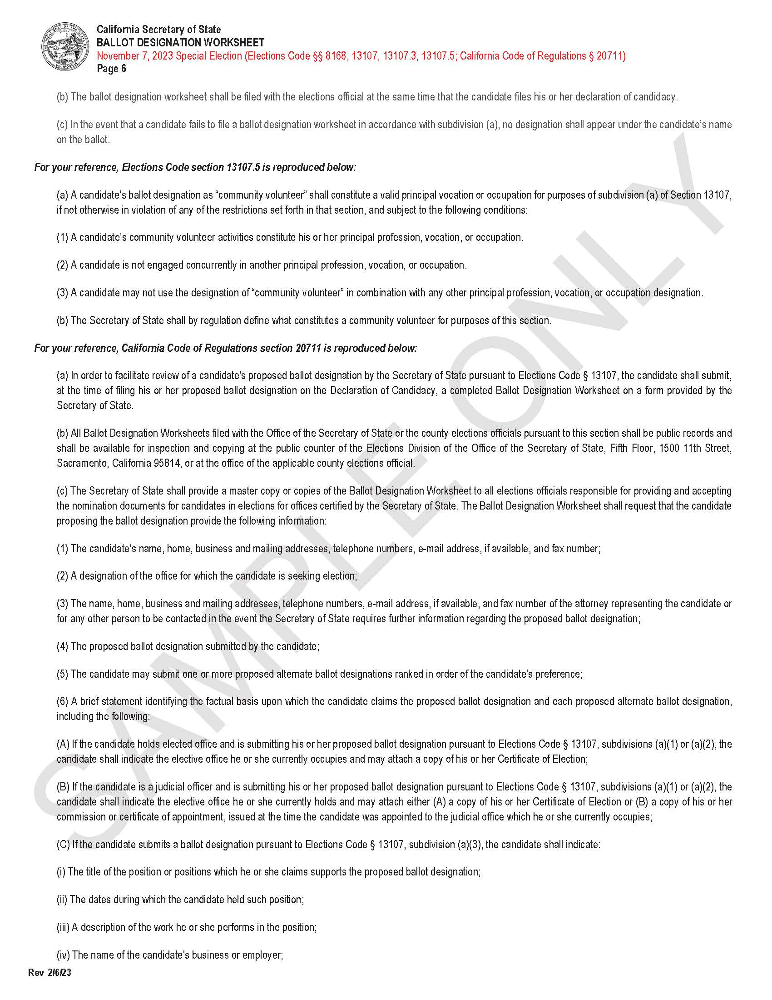 California Secretary of State
BALLOT DESIGNATION WORKSHEET
November 7, 2023 Special Election (Elections Code §§ 8168, 13107, 13107.3, 13107.5; California Code of Regulations § 20711)
Page 6
(b) The ballot designation worksheet shall be filed with the elections official at the same time that the candidate files his or her declaration of candidacy.
(c) In the event that a candidate fails to file a ballot designation worksheet in accordance with subdivision (a), no designation shall appear under the candidate’s name
on the ballot.
For your reference, Elections Code section 13107.5 is reproduced below:
(a) A candidate’s ballot designation as “community volunteer” shall constitute a valid principal vocation or occupation for purposes of subdivision (a) of Section 13107,
if not otherwise in violation of any of the restrictions set forth in that section, and subject to the following conditions:
(1) A candidate’s community volunteer activities constitute his or her principal profession, vocation, or occupation.
(2) A candidate is not engaged concurrently in another principal profession, vocation, or occupation.
(3) A candidate may not use the designation of “community volunteer” in combination with any other principal profession, vocation, or occupation designation.
(b) The Secretary of State shall by regulation define what constitutes a community volunteer for purposes of this section.
For your reference, California Code of Regulations section 20711 is reproduced below:
(a) In order to facilitate review of a candidate's proposed ballot designation by the Secretary of State pursuant to Elections Code § 13107, the candidate shall submit,
at the time of filing his or her proposed ballot designation on the Declaration of Candidacy, a completed Ballot Designation Worksheet on a form provided by the
Secretary of State.
(b) All Ballot Designation Worksheets filed with the Office of the Secretary of State or the county elections officials pursuant to this section shall be public records and
shall be available for inspection and copying at the public counter of the Elections Division of the Office of the Secretary of State, Fifth Floor, 1500 11th Street,
Sacramento, California 95814, or at the office of the applicable county elections official.
(c) The Secretary of State shall provide a master copy or copies of the Ballot Designation Worksheet to all elections officials responsible for providing and accepting
the nomination documents for candidates in elections for offices certified by the Secretary of State. The Ballot Designation Worksheet shall request that the candidate
proposing the ballot designation provide the following information:
(1) The candidate's name, home, business and mailing addresses, telephone numbers, e-mail address, if available, and fax number;
(2) A designation of the office for which the candidate is seeking election;
(3) The name, home, business and mailing addresses, telephone numbers, e-mail address, if available, and fax number of the attorney representing the candidate or
for any other person to be contacted in the event the Secretary of State requires further information regarding the proposed ballot designation;
(4) The proposed ballot designation submitted by the candidate;
(5) The candidate may submit one or more proposed alternate ballot designations ranked in order of the candidate's preference;
(6) A brief statement identifying the factual basis upon which the candidate claims the proposed ballot designation and each proposed alternate ballot designation,
including the following:
(A) If the candidate holds elected office and is submitting his or her proposed ballot designation pursuant to Elections Code § 13107, subdivisions (a)(1) or (a)(2), the
candidate shall indicate the elective office he or she currently occupies and may attach a copy of his or her Certificate of Election;
(B) If the candidate is a judicial officer and is submitting his or her proposed ballot designation pursuant to Elections Code § 13107, subdivisions (a)(1) or (a)(2), the
candidate shall indicate the elective office he or she currently holds and may attach either (A) a copy of his or her Certificate of Election or (B) a copy of his or her
commission or certificate of appointment, issued at the time the candidate was appointed to the judicial office which he or she currently occupies;
(C) If the candidate submits a ballot designation pursuant to Elections Code § 13107, subdivision (a)(3), the candidate shall indicate:
(i) The title of the position or positions which he or she claims supports the proposed ballot designation;
(ii) The dates during which the candidate held such position;
(iii) A description of the work he or she performs in the position;
(iv) The name of the candidate's business or employer;
Rev 2/6/23
SAMPLE ONLY